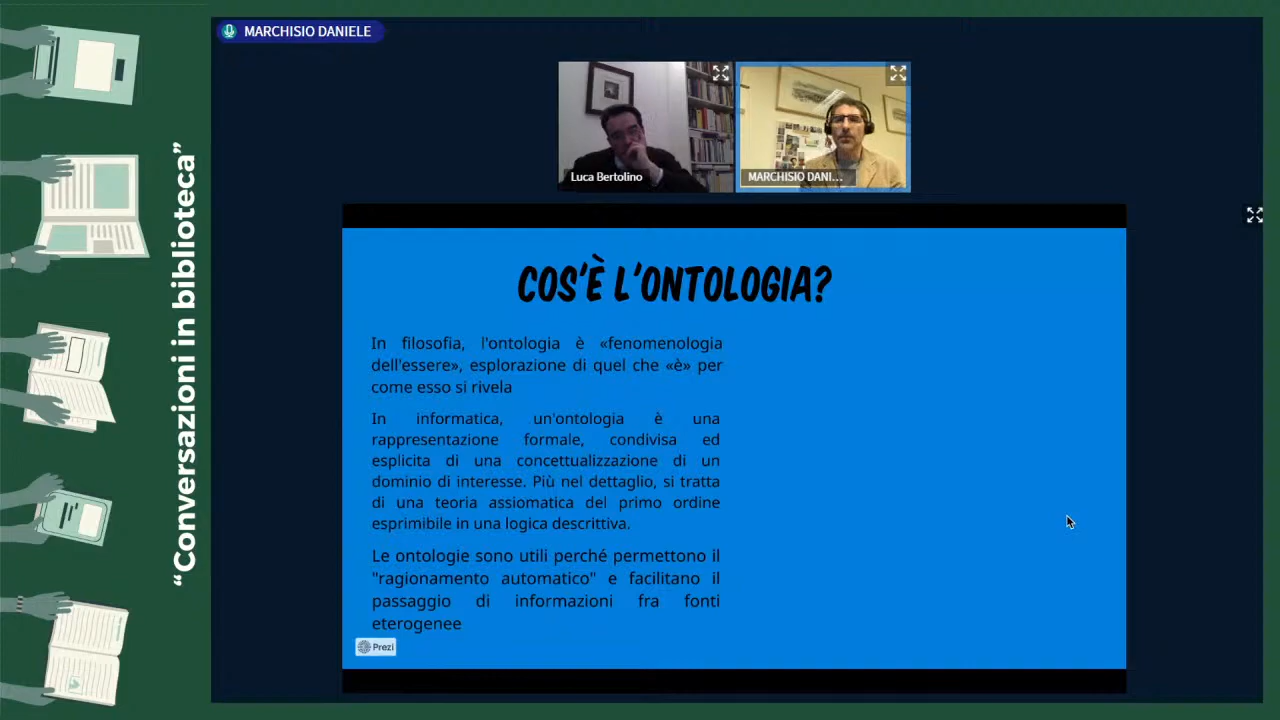 MARCHISIO DANIELE
Luca Bertolino
MARCHISIO DANI...
"Conversazioni in biblioteca"
COS'È L'ONTOLOGIA?
In filosofia, l'ontologia è «fenomenologia
dell'essere», esplorazione di quel che «è» per
come esso si rivela
In informatica, un'ontologia è una
rappresentazione formale, condivisa ed
esplicita di una concettualizzazione di un
dominio di interesse. Più nel dettaglio, si tratta
di una teoria assiomatica del primo ordine
esprimibile in una logica descrittiva.
Le ontologie sono utili perché permettono il
"ragionamento automatico" e facilitano il
passaggio di informazioni fra fonti
eterogenee
Prezi